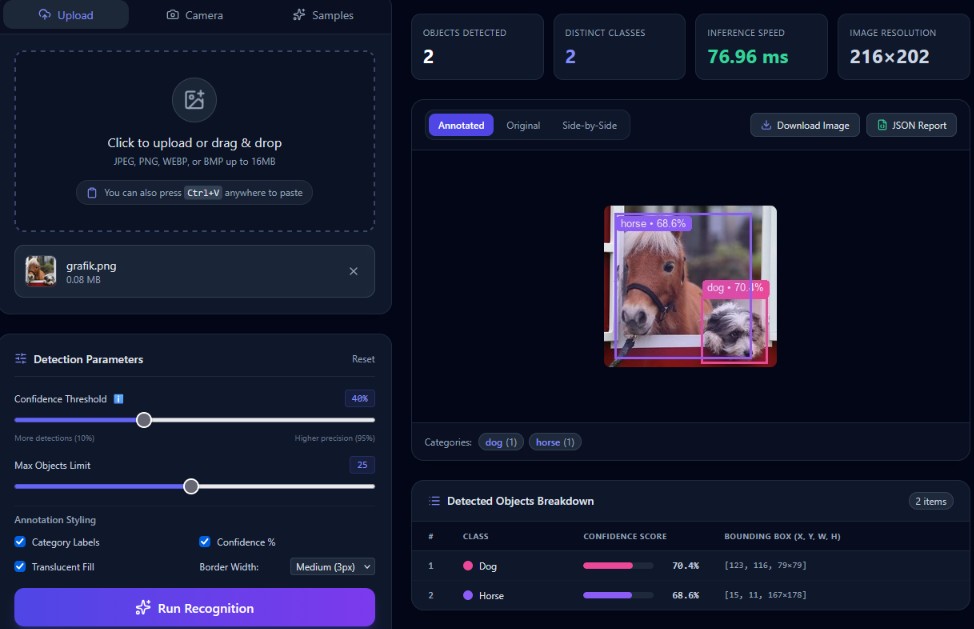 Upload
Camera
Samples
Click to upload or drag & drop
JPEG, PNG, WEBP, or BMP up to 16MB
You can also press Ctrl+V anywhere to paste
grafik.png
0.08 MB
Detection Parameters
Reset
Confidence Threshold
40%
More detections (10%)
Higher precision (95%)
Max Objects Limit
25
Annotation Styling
Category Labels
Confidence %
Translucent Fill
Border Width:
Medium (3px)
Run Recognition
OBJECTS DETECTED
2
DISTINCT CLASSES
2
INFERENCE SPEED
76.96 ms
IMAGE RESOLUTION
216×202
Annotated
Original
Side-by-Side
Download Image
JSON Report
horse • 68.6%
dog • 70.4%
Categories: dog (1) horse (1)
Detected Objects Breakdown
2 items
# CLASS CONFIDENCE SCORE BOUNDING BOX (X, Y, W, H)
1 Dog 70.4% [123, 116, 79×79]
2 Horse 68.6% [15, 11, 167×178]